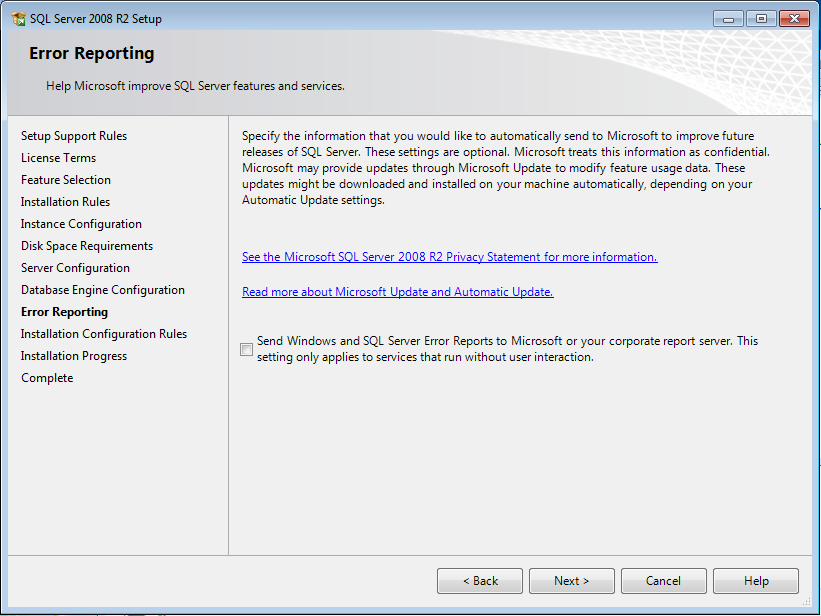 SQL Server 2008 R2 Setup
Error Reporting
Help Microsoft improve SQL Server features and services.
Setup Support Rules
License Terms
Feature Selection
Installation Rules
Instance Configuration
Disk Space Requirements
Server Configuration
Database Engine Configuration
Error Reporting
Installation Configuration Rules
Installation Progress
Complete
Specify the information that you would like to automatically send to Microsoft to improve future
releases of SQL Server. These settings are optional. Microsoft treats this information as confidential.
Microsoft may provide updates through Microsoft Update to modify feature usage data. These
updates might be downloaded and installed on your machine automatically, depending on your
Automatic Update settings.
See the Microsoft SQL Server 2008 R2 Privacy Statement for more information.
Read more about Microsoft Update and Automatic Update.
Send Windows and SQL Server Error Reports to Microsoft or your corporate report server. This
setting only applies to services that run without user interaction.
< Back
Next >
Cancel
Help